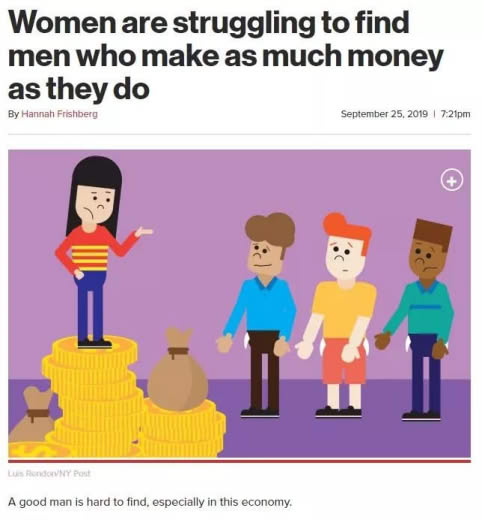 Women are struggling to find
men who make as much money
as they do
By Hannah Frishberg
September 25, 2019 | 7:21pm
Luis Rendon/NY Post
A good man is hard to find, especially in this economy.